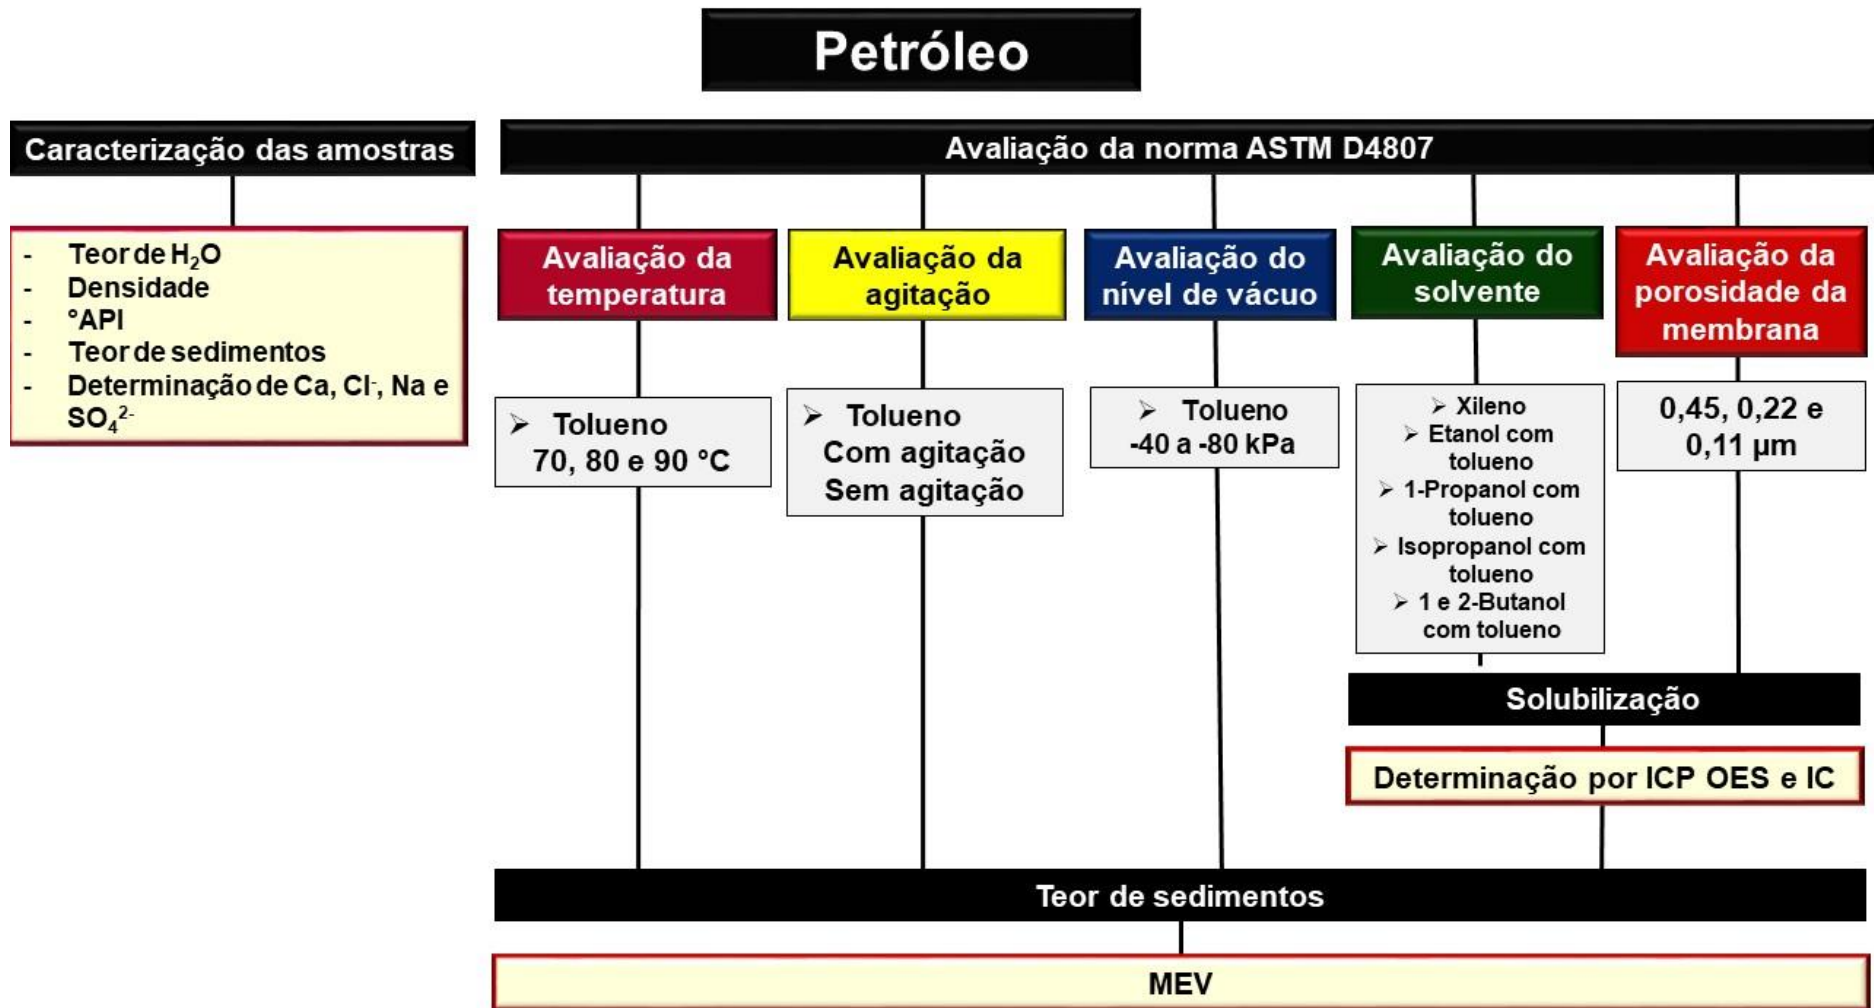 Petróleo
Caracterização das amostras
- Teor de H₂O
- Densidade
- °API
- Teor de sedimentos
- Determinação de Ca, Cl⁻, Na e
SO₄²⁻
Avaliação da norma ASTM D4807
Avaliação da
temperatura
➢ Tolueno
70, 80 e 90 °C
Avaliação da
agitação
➢ Tolueno
Com agitação
Sem agitação
Avaliação do
nível de vácuo
➢ Tolueno
-40 a -80 kPa
Avaliação do
solvente
➢ Xileno
➢ Etanol com
tolueno
➢ 1-Propanol com
tolueno
➢ Isopropanol com
tolueno
➢ 1 e 2-Butanol
com tolueno
Avaliação da
porosidade da
membrana
0,45, 0,22 e
0,11 µm
Solubilização
Determinação por ICP OES e IC
Teor de sedimentos
MEV